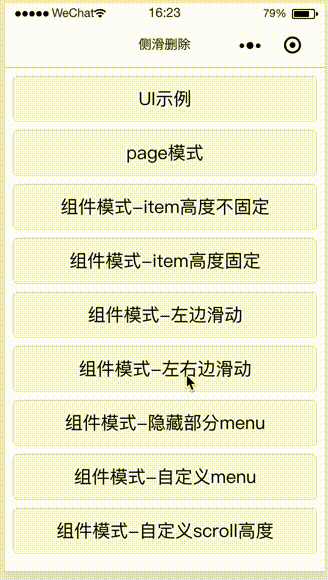 WeChat 16:23 79%
侧滑删除
UI示例
page模式
组件模式-item高度不固定
组件模式-item高度固定
组件模式-左边滑动
组件模式-左右边滑动
组件模式-隐藏部分menu
组件模式-自定义menu
组件模式-自定义scroll高度